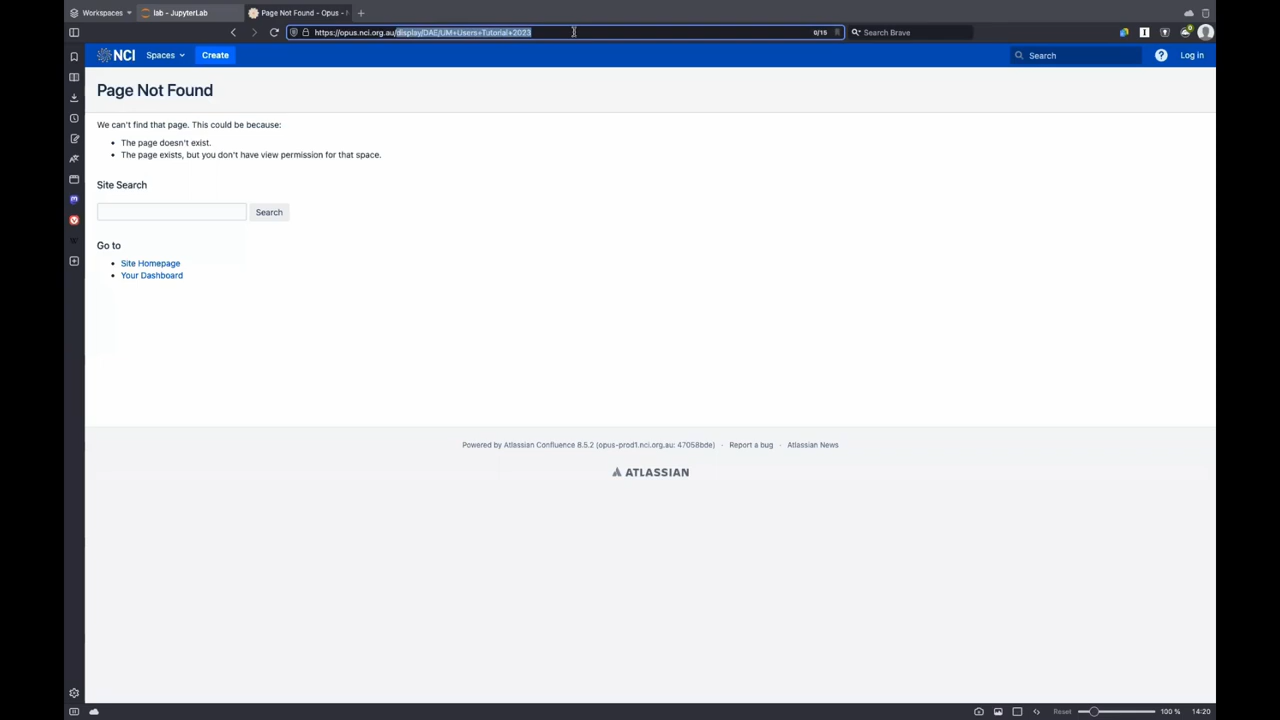 Workspaces
lab - JupyterLab
Page Not Found - Opus -
https://opus.nci.org.au/display/DAE/UM+Users+Tutorial+2023
0/15
Search Brave
NCI
Spaces
Create
Search
Log in
Page Not Found
We can't find that page. This could be because:
• The page doesn't exist.
• The page exists, but you don't have view permission for that space.
Site Search
Search
Go to
• Site Homepage
• Your Dashboard
Powered by Atlassian Confluence 8.5.2 (opus-prod1.nci.org.au: 47058bde) · Report a bug · Atlassian News
ATLASSIAN
Reset
100 %
14:20